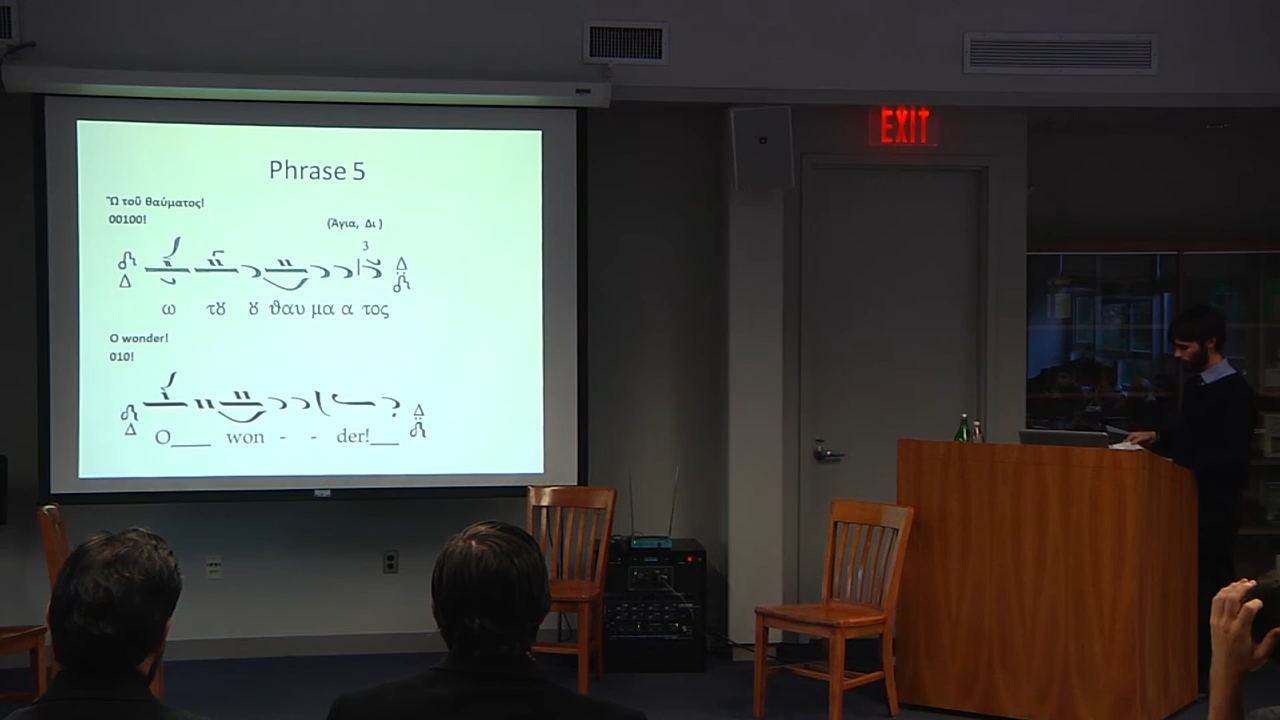 Phrase 5
Ὢ τοῦ θαύματος!
00100!
(Ἅγια, Δι)
3
Δ
Δ
ω τȣ ȣ θαυ μα α τος
O wonder!
010!
Δ
Δ
O___ won - - der!___
EXIT